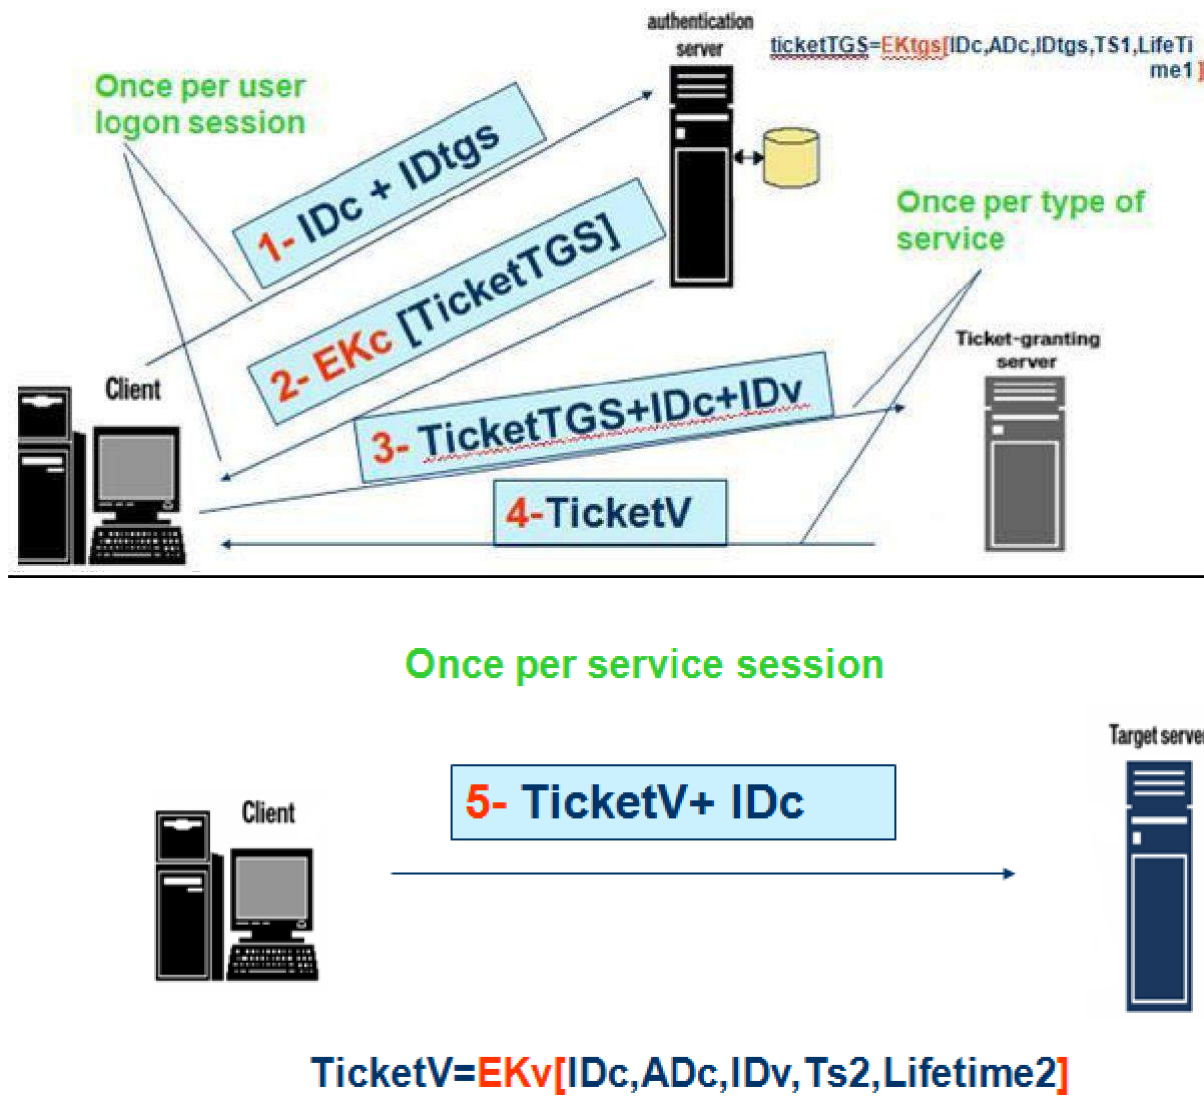 authentication
server
ticketTGS=EKtgs[IDc,ADc,IDtgs,TS1,LifeTi
me1]
Once per user
logon session
1- IDc + IDtgs
2- EKc [TicketTGS]
Once per type of
service
Ticket-granting
server
Client
3- TicketTGS+IDc+IDv
4-TicketV
Once per service session
Target server
5- TicketV+ IDc
Client
TicketV=EKv[IDc,ADc,IDv,Ts2,Lifetime2]